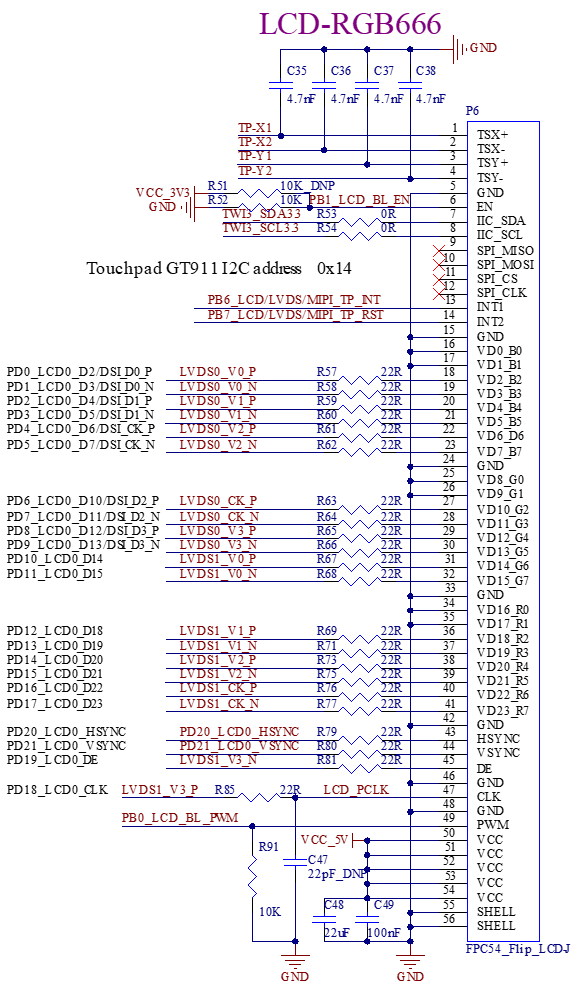 LCD-RGB666
GND
C35 C36 C37 C38
4.7nF 4.7nF 4.7nF 4.7nF
P6
TP-X1 1 TSX+
TP-X2 2 TSX-
TP-Y1 3 TSY+
TP-Y2 4 TSY-
VCC_3V3 R51 10K_DNP 5 GND
GND R52 10K PB1_LCD_BL_EN 6 EN
TWI3_SDA33 R53 0R 7 IIC_SDA
TWI3_SCL33 R54 0R 8 IIC_SCL
9 SPI_MISO
Touchpad GT911 I2C address 0x14 10 SPI_MOSI
11 SPI_CS
12 SPI_CLK
PB6_LCD/LVDS/MIPI_TP_INT 13 INT1
PB7_LCD/LVDS/MIPI_TP_RST 14 INT2
15 GND
16 VD0_B0
17 VD1_B1
PD0_LCD0_D2/DSI_D0_P LVDS0_V0_P R57 22R 18 VD2_B2
PD1_LCD0_D3/DSI_D0_N LVDS0_V0_N R58 22R 19 VD3_B3
PD2_LCD0_D4/DSI_D1_P LVDS0_V1_P R59 22R 20 VD4_B4
PD3_LCD0_D5/DSI_D1_N LVDS0_V1_N R60 22R 21 VD5_B5
PD4_LCD0_D6/DSI_CK_P LVDS0_V2_P R61 22R 22 VD6_D6
PD5_LCD0_D7/DSI_CK_N LVDS0_V2_N R62 22R 23 VD7_B7
24 GND
25 VD8_G0
26 VD9_G1
PD6_LCD0_D10/DSI_D2_P LVDS0_CK_P R63 22R 27 VD10_G2
PD7_LCD0_D11/DSI_D2_N LVDS0_CK_N R64 22R 28 VD11_G3
PD8_LCD0_D12/DSI_D3_P LVDS0_V3_P R65 22R 29 VD12_G4
PD9_LCD0_D13/DSI_D3_N LVDS0_V3_N R66 22R 30 VD13_G5
PD10_LCD0_D14 LVDS1_V0_P R67 22R 31 VD14_G6
PD11_LCD0_D15 LVDS1_V0_N R68 22R 32 VD15_G7
33 GND
34 VD16_R0
35 VD17_R1
PD12_LCD0_D18 LVDS1_V1_P R69 22R 36 VD18_R2
PD13_LCD0_D19 LVDS1_V1_N R71 22R 37 VD19_R3
PD14_LCD0_D20 LVDS1_V2_P R73 22R 38 VD20_R4
PD15_LCD0_D21 LVDS1_V2_N R75 22R 39 VD21_R5
PD16_LCD0_D22 LVDS1_CK_P R76 22R 40 VD22_R6
PD17_LCD0_D23 LVDS1_CK_N R77 22R 41 VD23_R7
42 GND
PD20_LCD0_HSYNC PD20_LCD0_HSYNC R79 22R 43 HSYNC
PD21_LCD0_VSYNC PD21_LCD0_VSYNC R80 22R 44 VSYNC
PD19_LCD0_DE LVDS1_V3_N R81 22R 45 DE
46 GND
PD18_LCD0_CLK LVDS1_V3_P R85 22R LCD_PCLK 47 CLK
48 GND
PB0_LCD_BL_PWM 49 PWM
VCC_5V 50 VCC
R91 51 VCC
C47 52 VCC
22pF_DNP 53 VCC
54 VCC
10K C48 C49 55 SHELL
22uF 100nF 56 SHELL
FPC54_Flip_LCDJ
GND GND